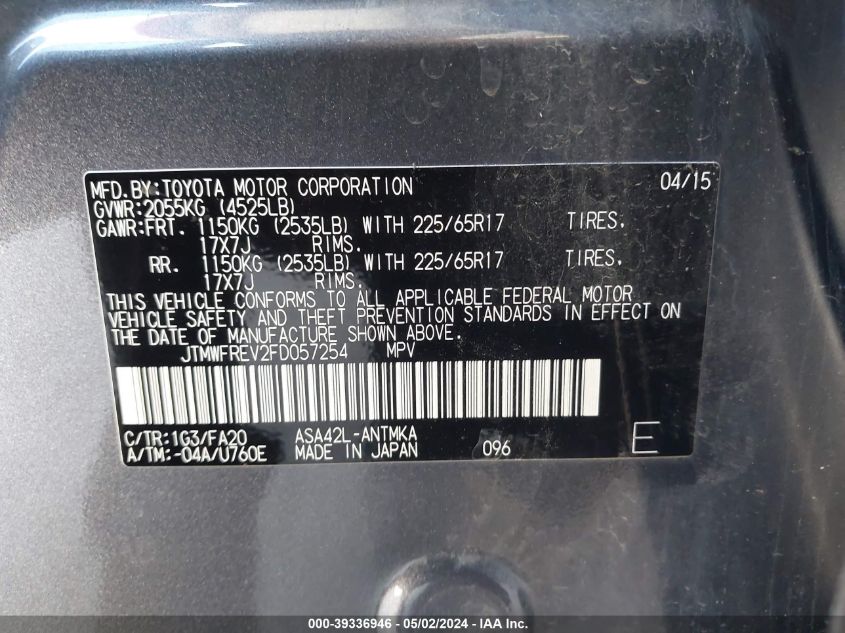 MFD.BY:TOYOTA MOTOR CORPORATION 04/15
GVWR:2055KG (4525LB)
GAWR:FRT. 1150KG (2535LB) WITH 225/65R17 TIRES.
17X7J RIMS.
RR. 1150KG (2535LB) WITH 225/65R17 TIRES.
17X7J RIMS.
THIS VEHICLE CONFORMS TO ALL APPLICABLE FEDERAL MOTOR
VEHICLE SAFETY AND THEFT PREVENTION STANDARDS IN EFFECT ON
THE DATE OF MANUFACTURE SHOWN ABOVE.
JTMWFREV2FD057254 MPV
C/TR:1G3/FA20 ASA42L-ANTMKA
A/TM:-04A/U760E MADE IN JAPAN 096 E
000-39336946 - 05/02/2024 - IAA Inc.